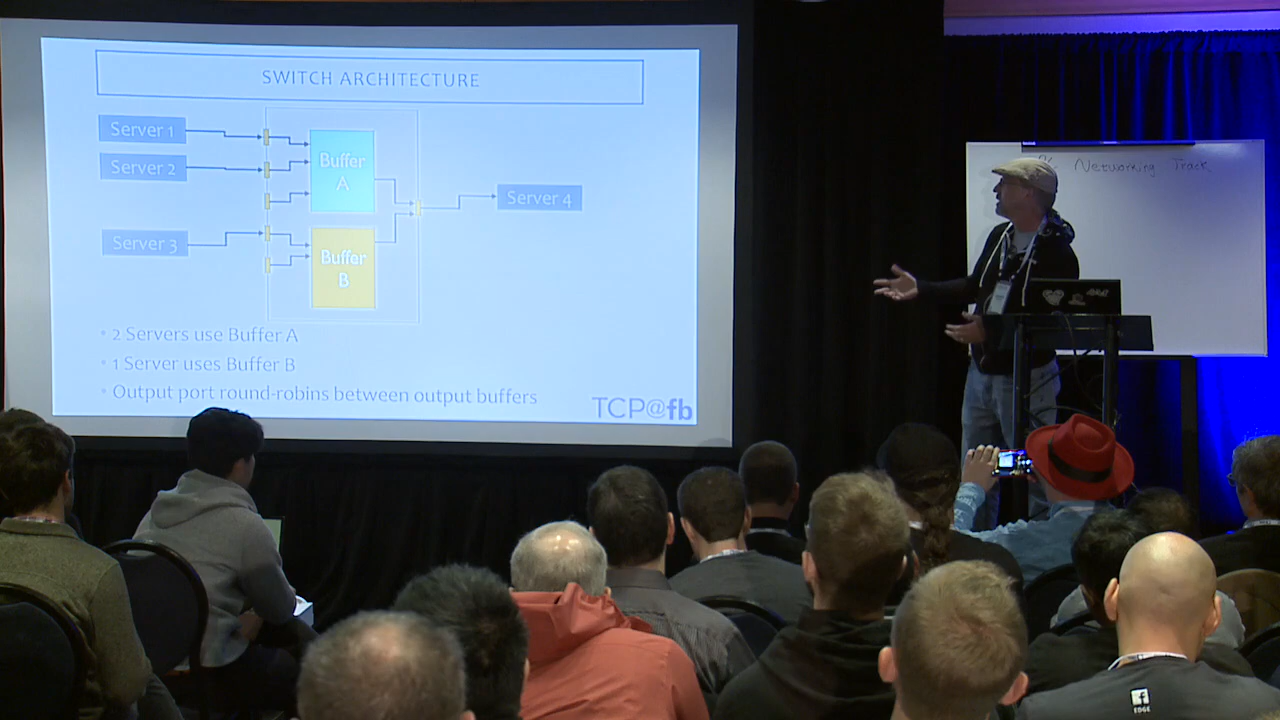 SWITCH ARCHITECTURE
Server 1
Server 2
Server 3
Buffer
A
Buffer
B
Server 4
• 2 Servers use Buffer A
• 1 Server uses Buffer B
• Output port round-robins between output buffers
TCP@fb
Networking Track
f
EDGE